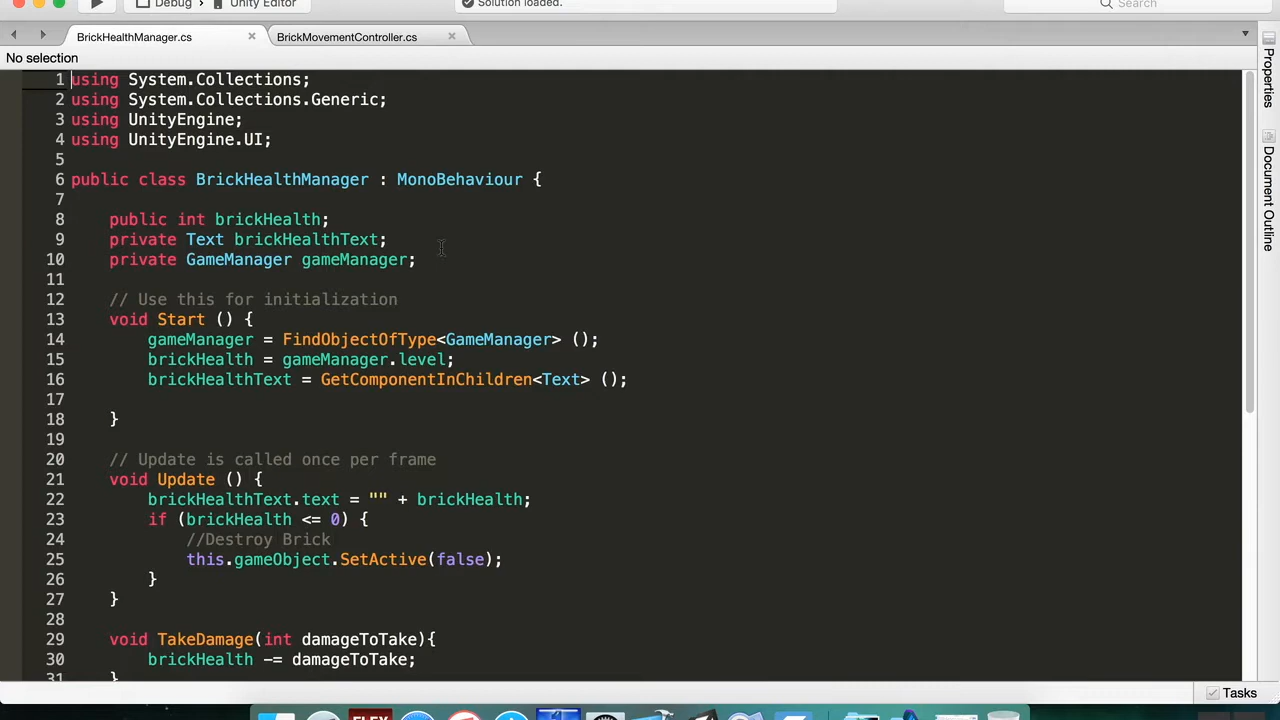 Debug
Unity Editor
Solution loaded.
Search
BrickHealthManager.cs
BrickMovementController.cs
No selection
1 using System.Collections;
2 using System.Collections.Generic;
3 using UnityEngine;
4 using UnityEngine.UI;
5
6 public class BrickHealthManager : MonoBehaviour {
7
8 public int brickHealth;
9 private Text brickHealthText;
10 private GameManager gameManager;
11
12 // Use this for initialization
13 void Start () {
14 gameManager = FindObjectOfType<GameManager> ();
15 brickHealth = gameManager.level;
16 brickHealthText = GetComponentInChildren<Text> ();
17
18 }
19
20 // Update is called once per frame
21 void Update () {
22 brickHealthText.text = "" + brickHealth;
23 if (brickHealth <= 0) {
24 //Destroy Brick
25 this.gameObject.SetActive(false);
26 }
27 }
28
29 void TakeDamage(int damageToTake){
30 brickHealth -= damageToTake;
31 }
Properties
Document Outline
Tasks
FLEX